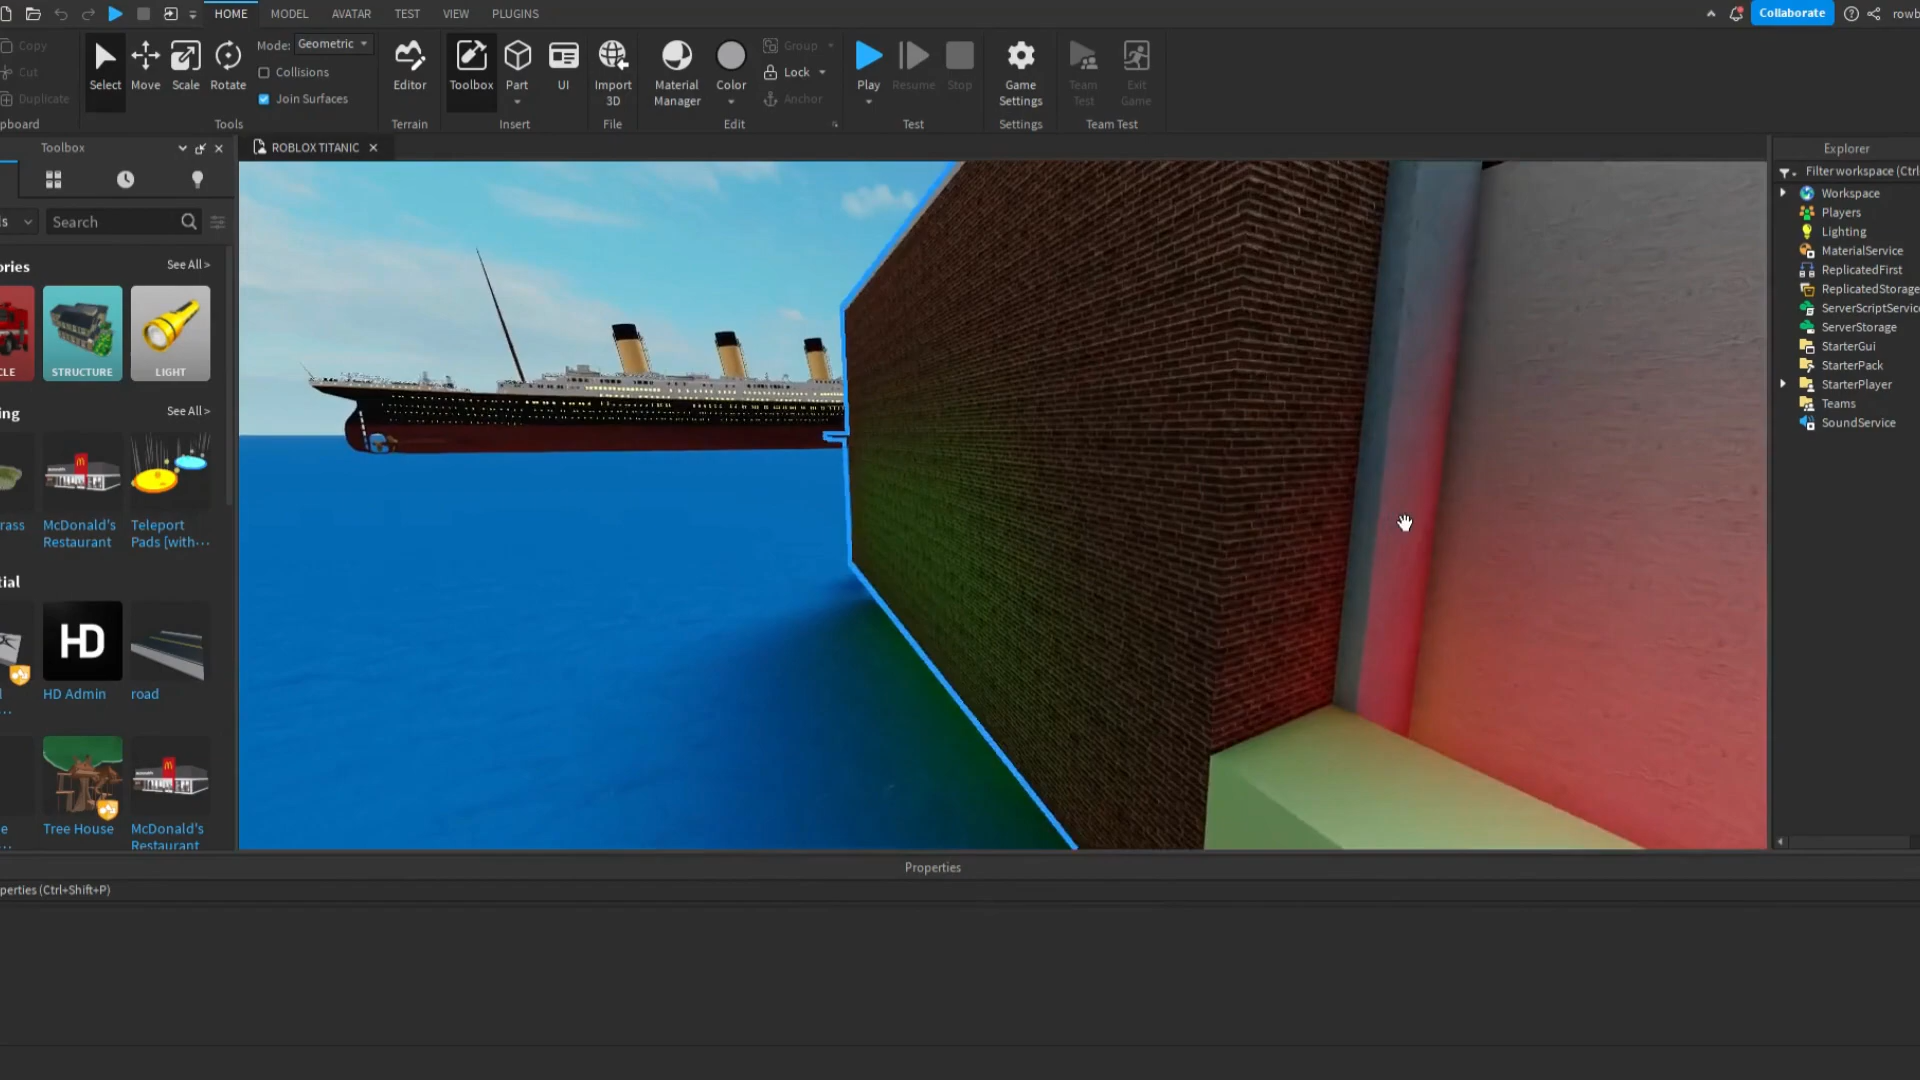 HOME MODEL AVATAR TEST VIEW PLUGINS
Collaborate
rowb
Copy
Cut
Duplicate
pboard
Select
Move
Scale
Rotate
Mode: Geometric
Collisions
Join Surfaces
Tools
Editor
Terrain
Toolbox
Part
UI
Insert
Import
3D
File
Material
Manager
Color
Group
Lock
Anchor
Edit
Play
Resume
Stop
Test
Game
Settings
Settings
Team
Test
Exit
Game
Team Test
Toolbox
ls
Search
ories
See All >
CLE
STRUCTURE
LIGHT
ing
See All >
rass
McDonald's
Restaurant
Teleport
Pads [with···
tial
HD
l
...
HD Admin
road
e
...
Tree House
McDonald's
Restaurant
ROBLOX TITANIC
Explorer
Filter workspace (Ctrl+
Workspace
Players
Lighting
MaterialService
ReplicatedFirst
ReplicatedStorage
ServerScriptService
ServerStorage
StarterGui
StarterPack
StarterPlayer
Teams
SoundService
Properties
perties (Ctrl+Shift+P)